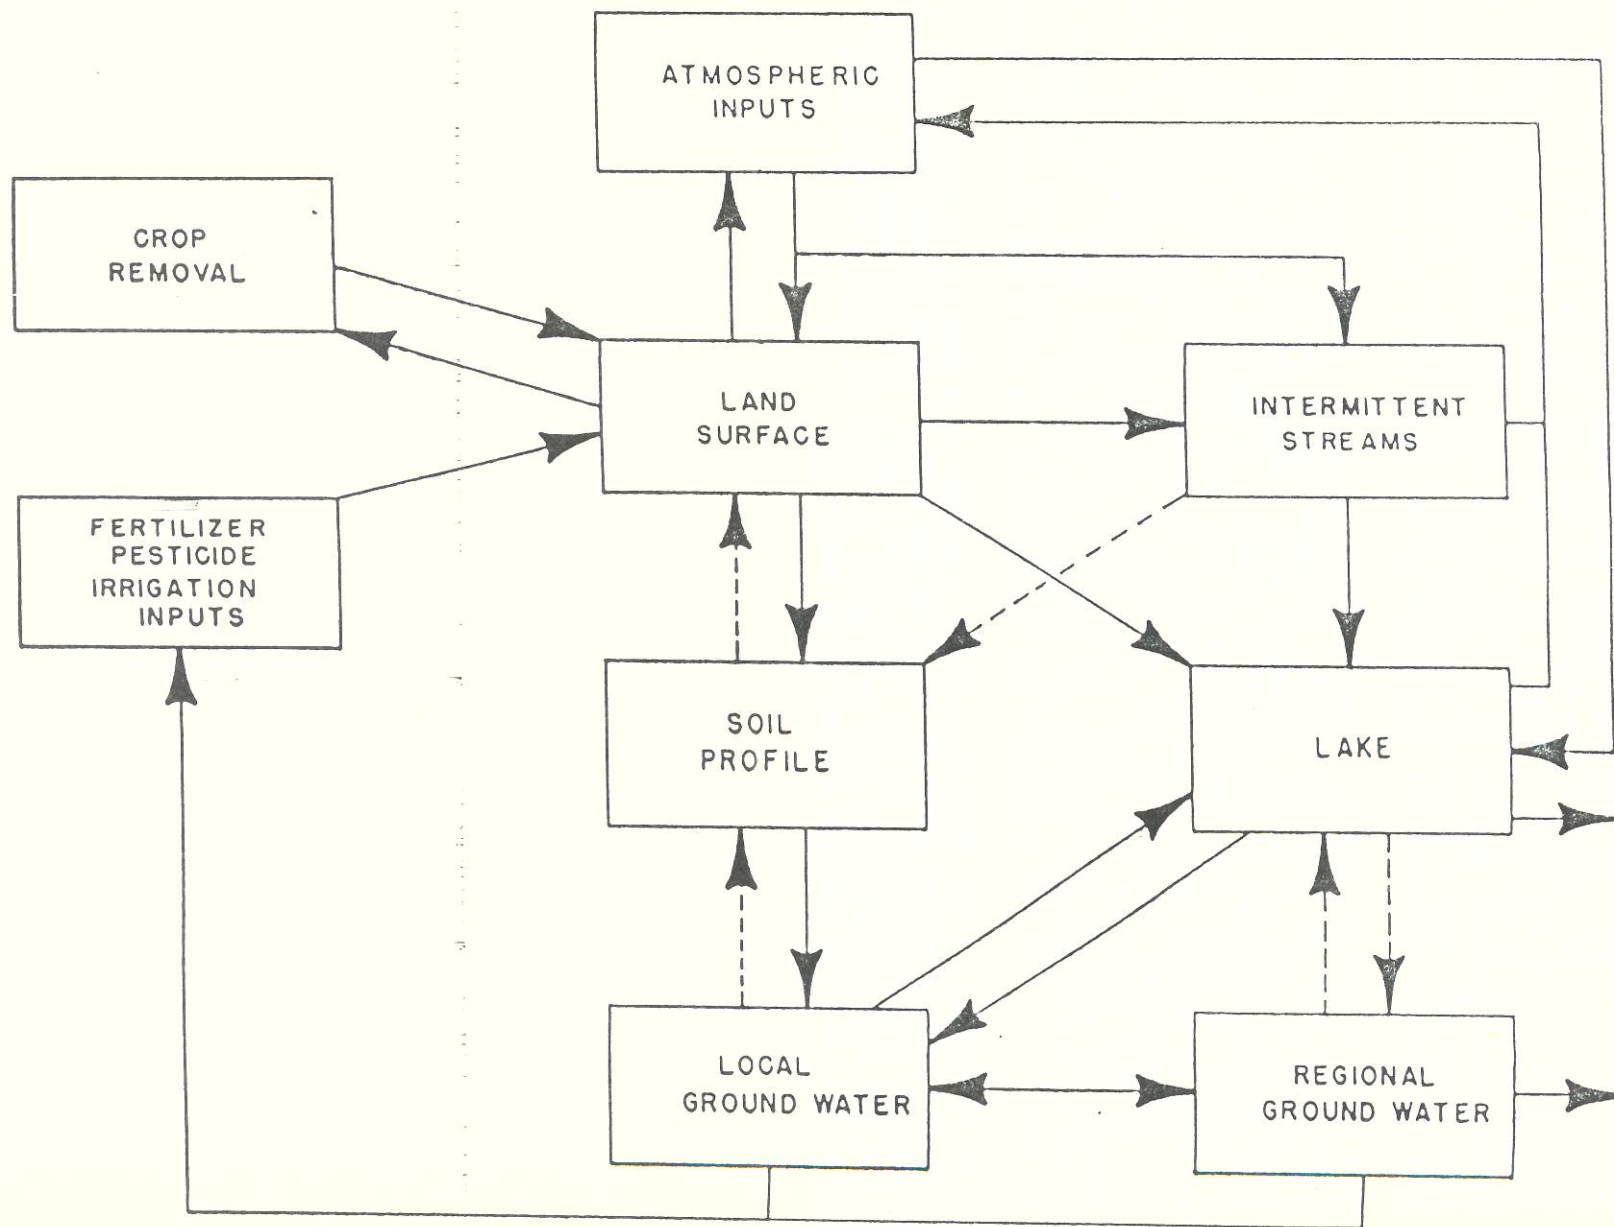 ATMOSPHERIC
INPUTS
CROP
REMOVAL
LAND
SURFACE
INTERMITTENT
STREAMS
FERTILIZER
PESTICIDE
IRRIGATION
INPUTS
SOIL
PROFILE
LAKE
LOCAL
GROUND WATER
REGIONAL
GROUND WATER